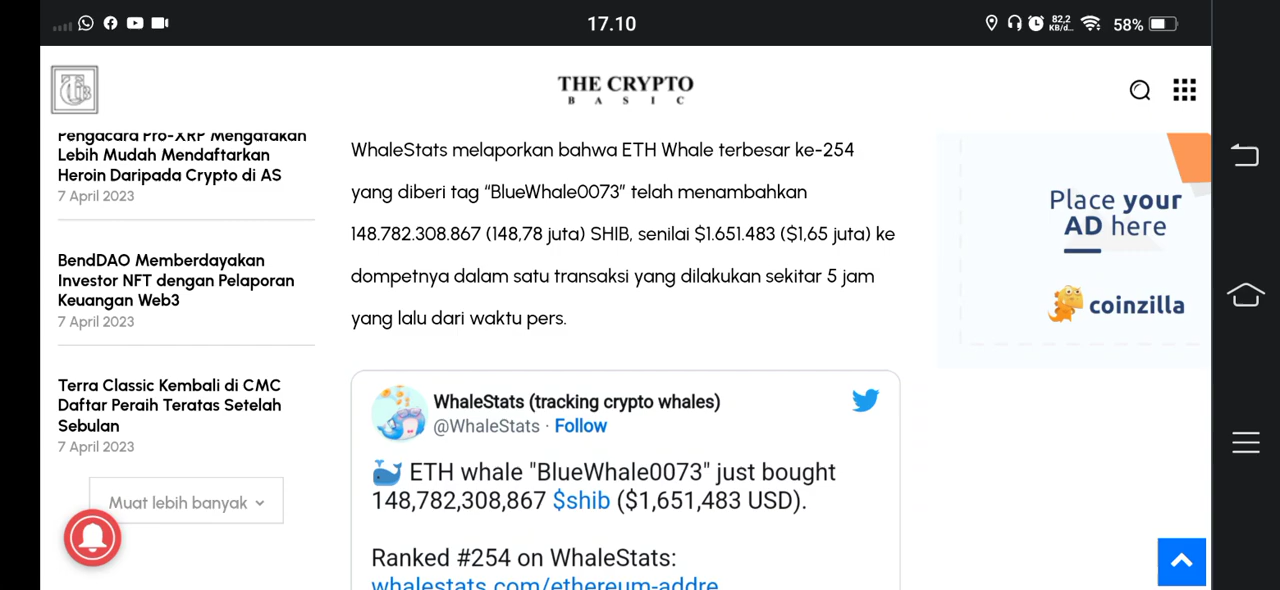 17.10
82,2
KB/d...
58%
THE CRYPTO
BASIC
Pengacara Pro-XRP Mengatakan
Lebih Mudah Mendaftarkan
Heroin Daripada Crypto di AS
7 April 2023
BendDAO Memberdayakan
Investor NFT dengan Pelaporan
Keuangan Web3
7 April 2023
Terra Classic Kembali di CMC
Daftar Peraih Teratas Setelah
Sebulan
7 April 2023
Muat lebih banyak
WhaleStats melaporkan bahwa ETH Whale terbesar ke-254
yang diberi tag “BlueWhale0073” telah menambahkan
148.782.308.867 (148,78 juta) SHIB, senilai $1.651.483 ($1,65 juta) ke
dompetnya dalam satu transaksi yang dilakukan sekitar 5 jam
yang lalu dari waktu pers.
WhaleStats (tracking crypto whales)
@WhaleStats · Follow
🐳 ETH whale "BlueWhale0073" just bought
148,782,308,867 $shib ($1,651,483 USD).
Ranked #254 on WhaleStats:
whalestats.com/ethereum-addre
Place your
AD here
coinzilla